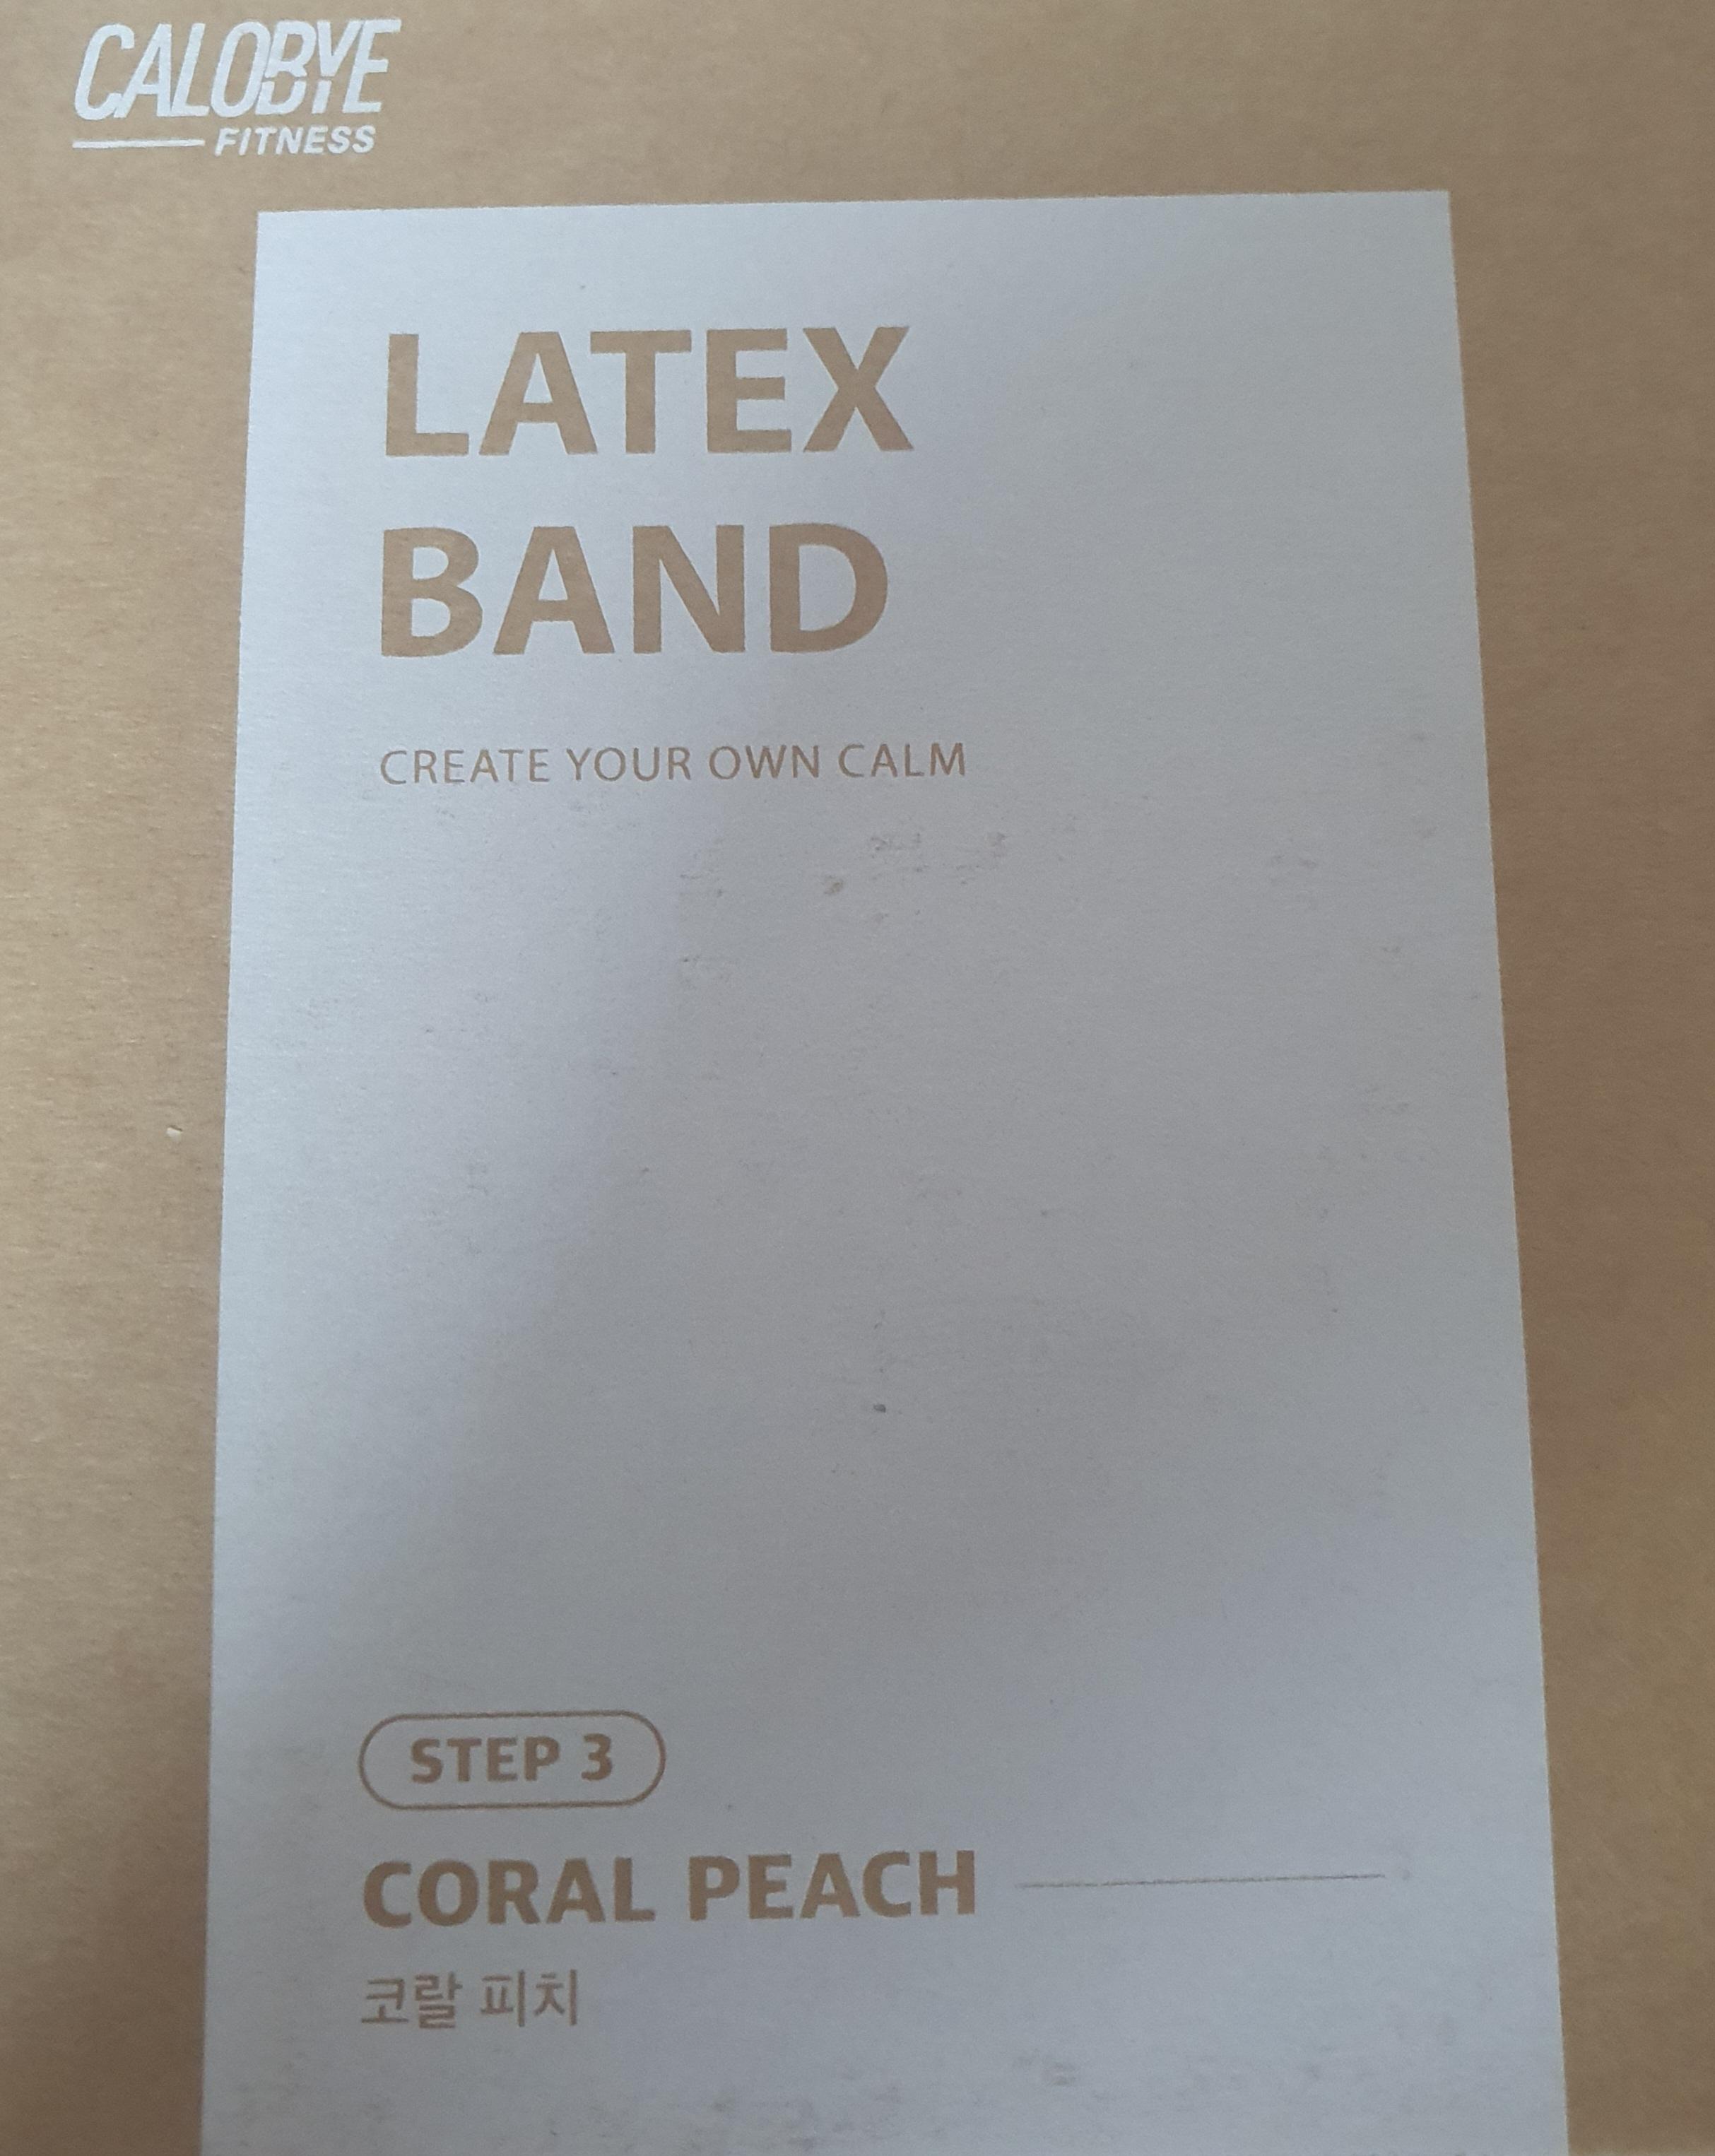 CALOBYE
FITNESS
LATEX
BAND
CREATE YOUR OWN CALM
STEP 3
CORAL PEACH
코랄 피치